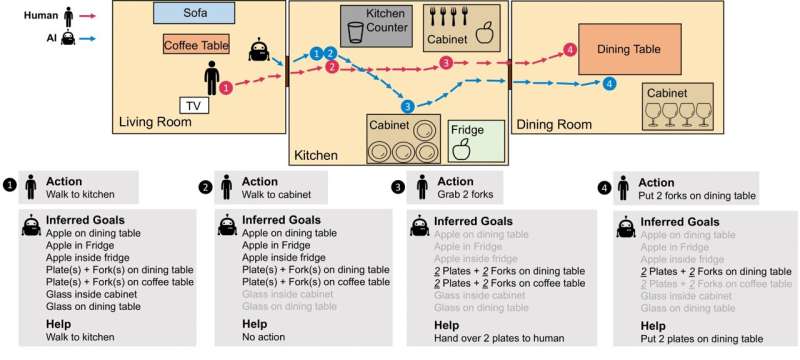 Human
AI
Sofa
Coffee Table
1
TV
Living Room
1 2
2
Kitchen Counter
Cabinet
3
3
Cabinet
Fridge
Kitchen
4
Dining Table
4
Cabinet
Dining Room
1
Action
Walk to kitchen
Inferred Goals
Apple on dining table
Apple in Fridge
Apple inside fridge
Plate(s) + Fork(s) on dining table
Plate(s) + Fork(s) on coffee table
Glass inside cabinet
Glass on dining table
Help
Walk to kitchen
2
Action
Walk to cabinet
Inferred Goals
Apple on dining table
Apple in Fridge
Apple inside fridge
Plate(s) + Fork(s) on dining table
Plate(s) + Fork(s) on coffee table
Glass inside cabinet
Glass on dining table
Help
No action
3
Action
Grab 2 forks
Inferred Goals
Apple on dining table
Apple in Fridge
Apple inside fridge
2 Plates + 2 Forks on dining table
2 Plates + 2 Forks on coffee table
Glass inside cabinet
Glass on dining table
Help
Hand over 2 plates to human
4
Action
Put 2 forks on dining table
Inferred Goals
Apple on dining table
Apple in Fridge
Apple inside fridge
2 Plates + 2 Forks on dining table
2 Plates + 2 Forks on coffee table
Glass inside cabinet
Glass on dining table
Help
Put 2 plates on dining table